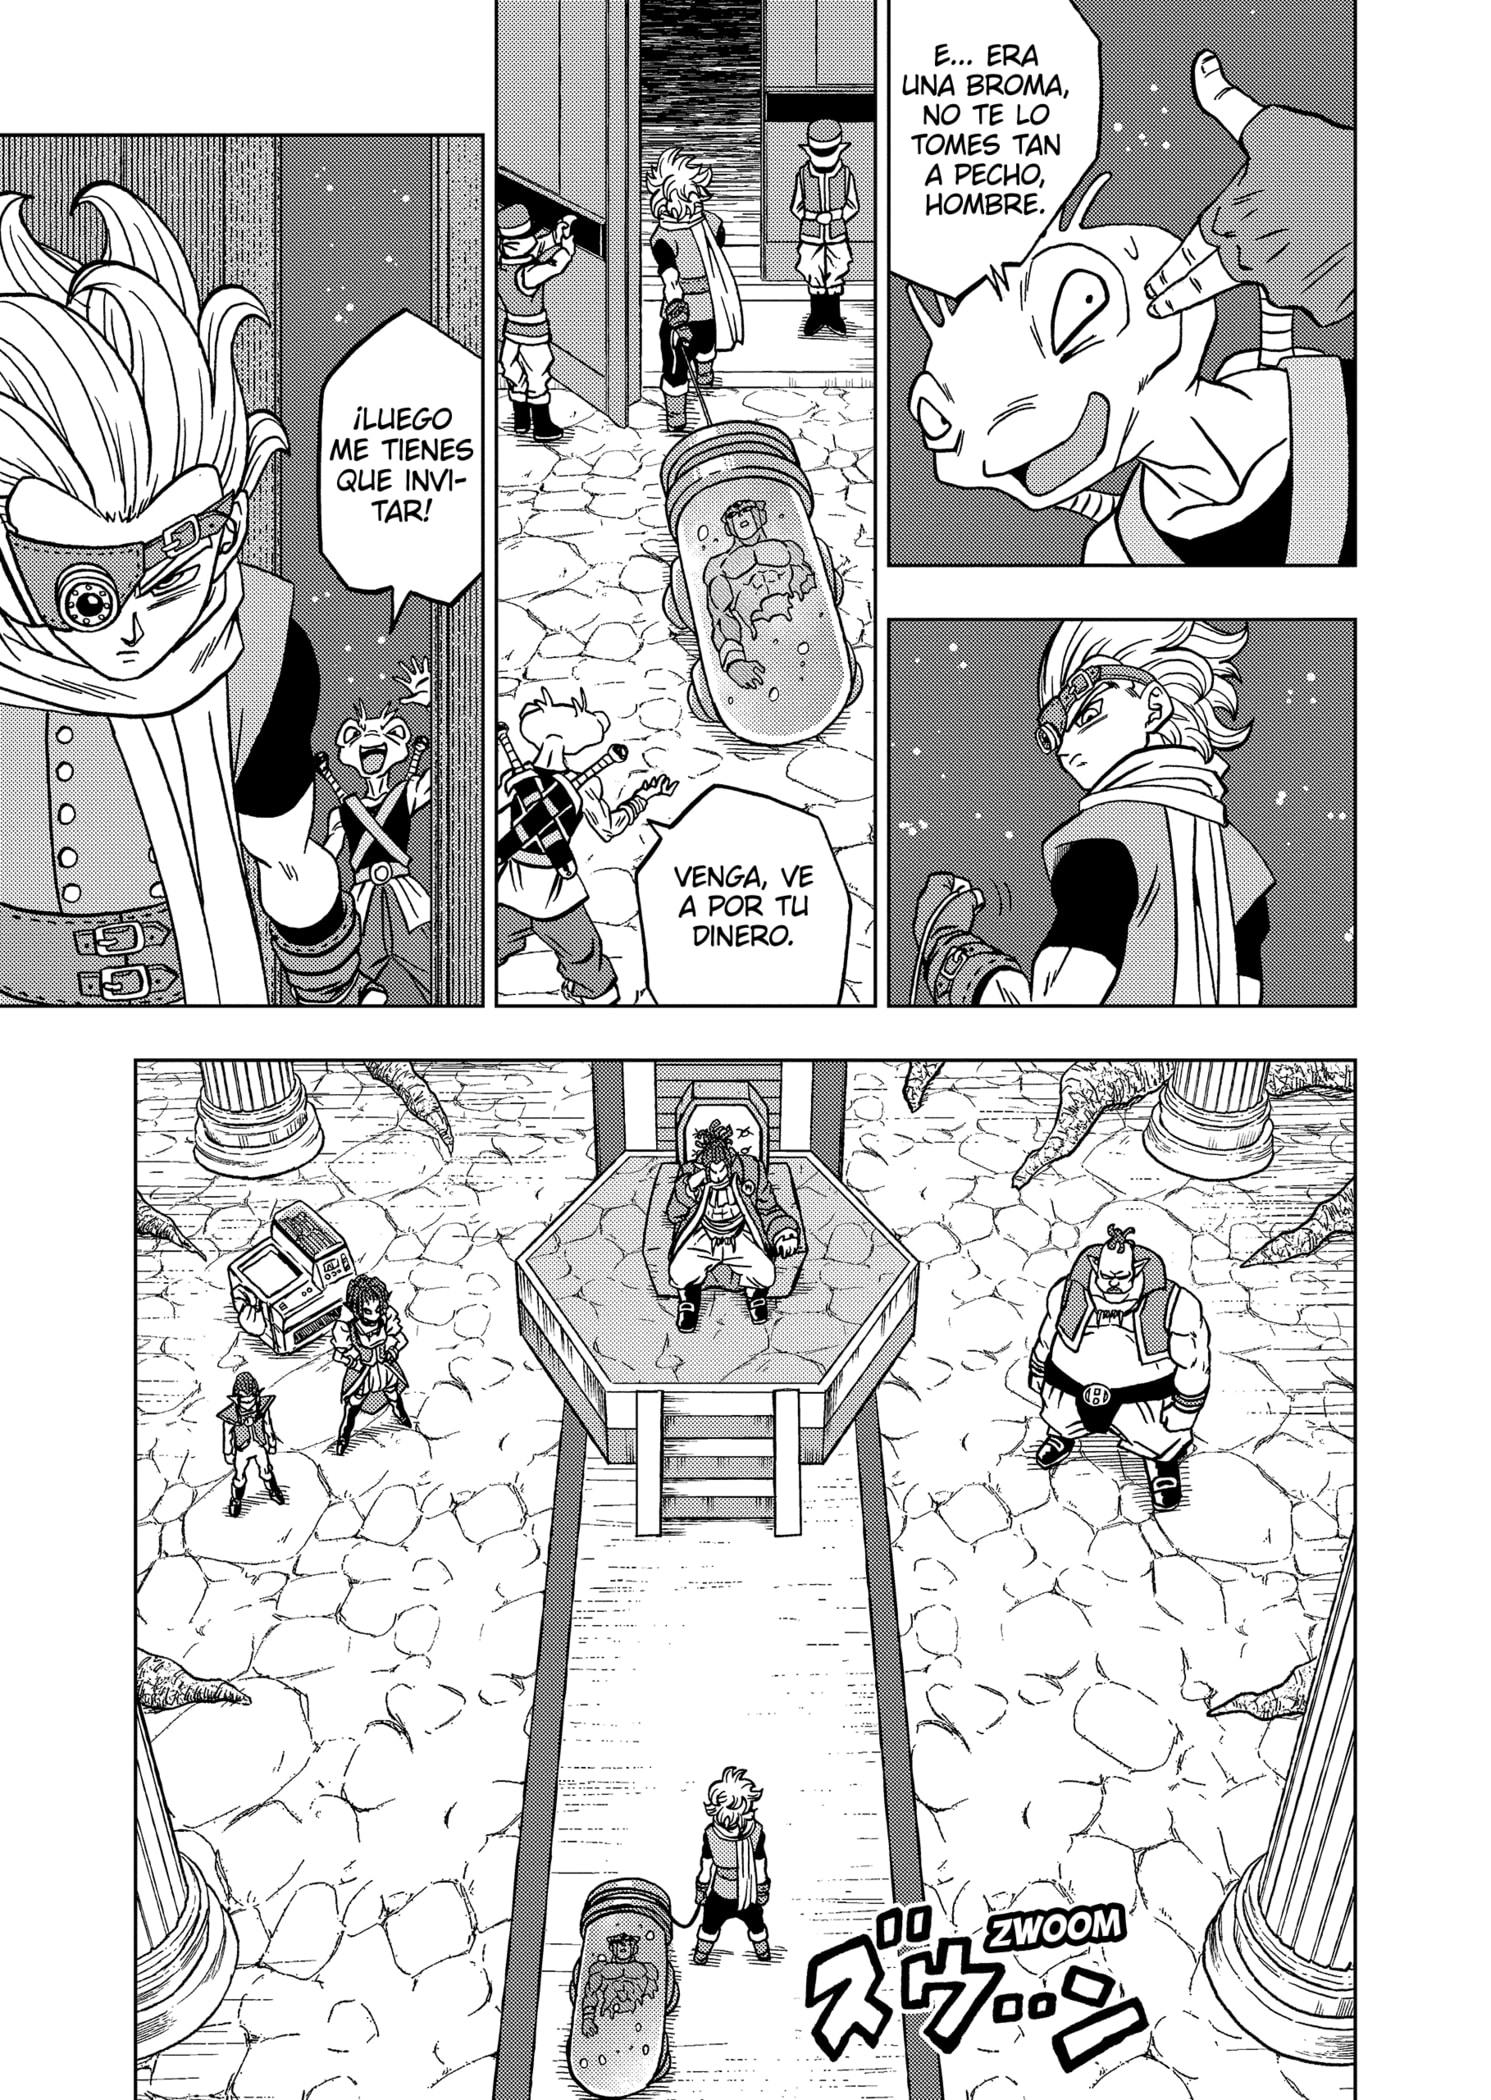 E... ERA
UNA BROMA,
NO TE LO
TOMES TAN
A PECHO,
HOMBRE.
VENGA, VE
A POR TU
DINERO.
¡LUEGO
ME TIENES
QUE INVI-
TAR!
ZWOOM
ズウ...ン